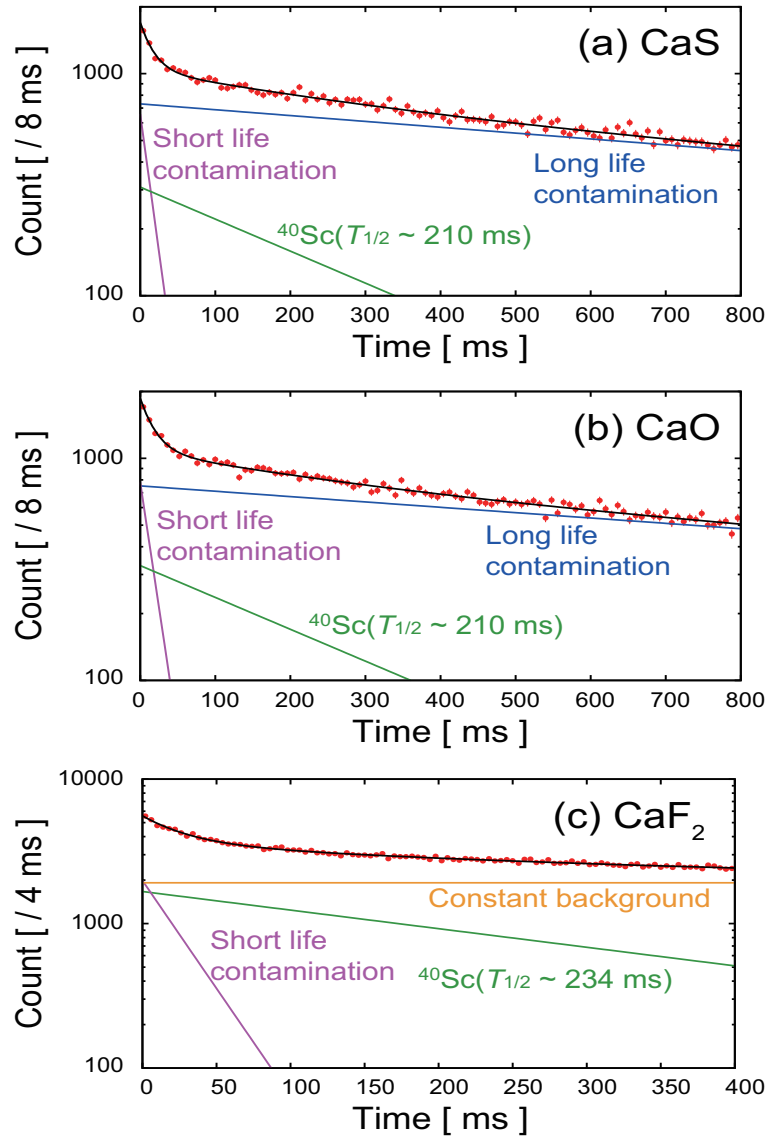 (a) CaS
1000
Short life
contamination
Long life
contamination
⁴⁰Sc(T1/2 ~ 210 ms)
100
Count [ / 8 ms ]
0 100 200 300 400 500 600 700 800
Time [ ms ]
(b) CaO
1000
Short life
contamination
Long life
contamination
⁴⁰Sc(T1/2 ~ 210 ms)
100
Count [ / 8 ms ]
0 100 200 300 400 500 600 700 800
Time [ ms ]
10000
(c) CaF₂
1000
Constant background
Short life
contamination
⁴⁰Sc(T1/2 ~ 234 ms)
100
Count [ / 4 ms ]
0 50 100 150 200 250 300 350 400
Time [ ms ]